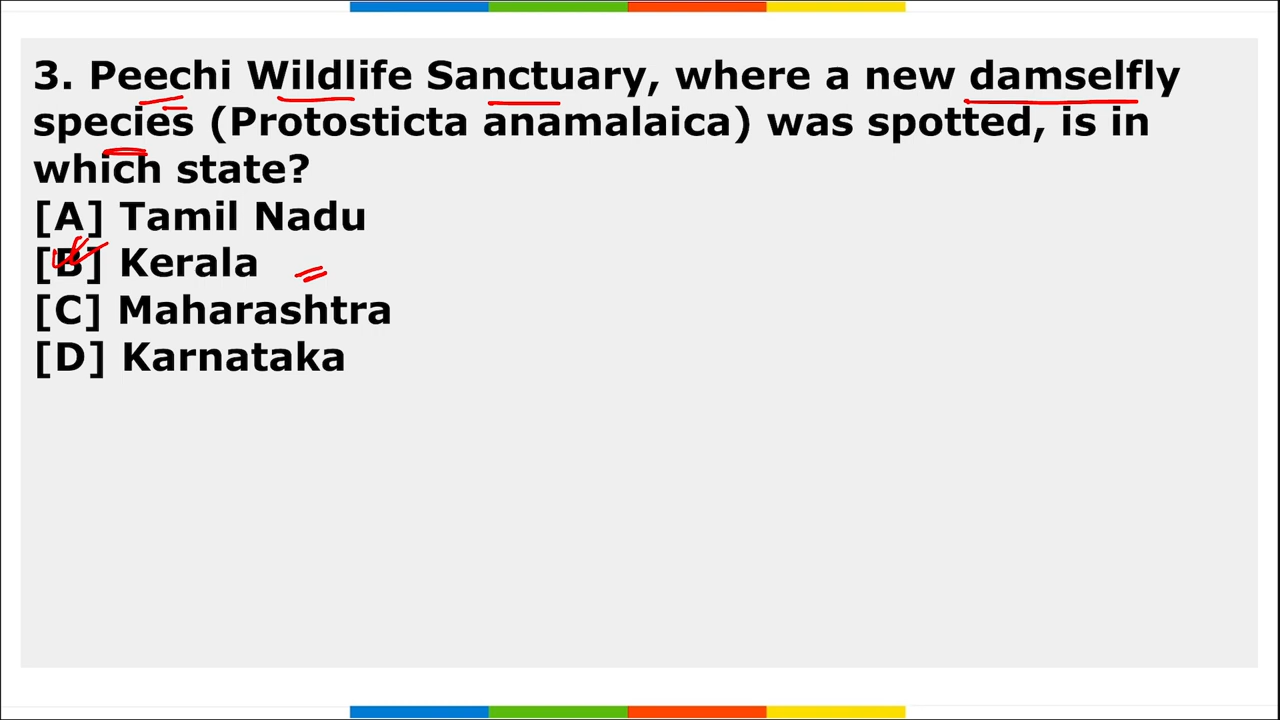 3. Peechi Wildlife Sanctuary, where a new damselfly
species (Protosticta anamalaica) was spotted, is in
which state?
[A] Tamil Nadu
[B] Kerala
[C] Maharashtra
[D] Karnataka